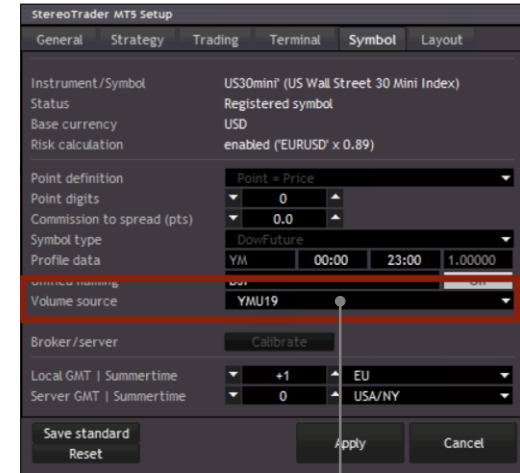 StereoTrader MT5 Setup
General Strategy Trading Terminal Symbol Layout
Instrument/Symbol US30mini' (US Wall Street 30 Mini Index)
Status Registered symbol
Base currency USD
Risk calculation enabled ('EURUSD' x 0.89)
Point definition Point = Price
Point digits 0
Commission to spread (pts) 0.0
Symbol type DowFuture
Profile data YM 00:00 23:00 1.00000
Unified naming
Volume source YMU19
Broker/server Calibrate
Local GMT | Summertime +1 EU
Server GMT | Summertime 0 USA/NY
Save standard
Reset Apply Cancel